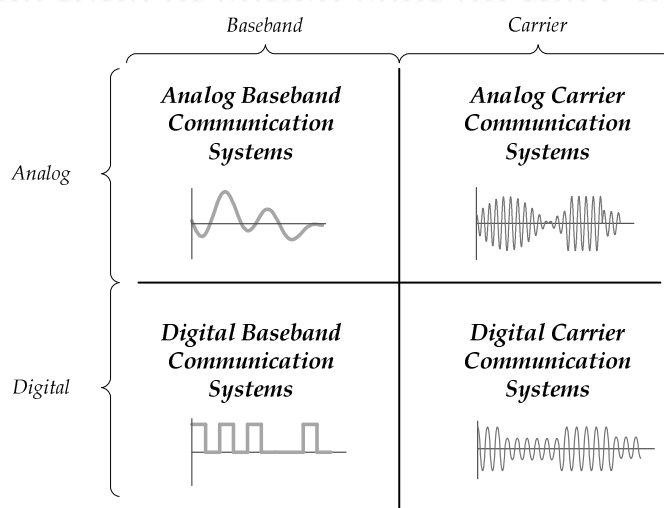 Baseband
Carrier
Analog
Analog Baseband
Communication
Systems
Analog Carrier
Communication
Systems
Digital
Digital Baseband
Communication
Systems
Digital Carrier
Communication
Systems